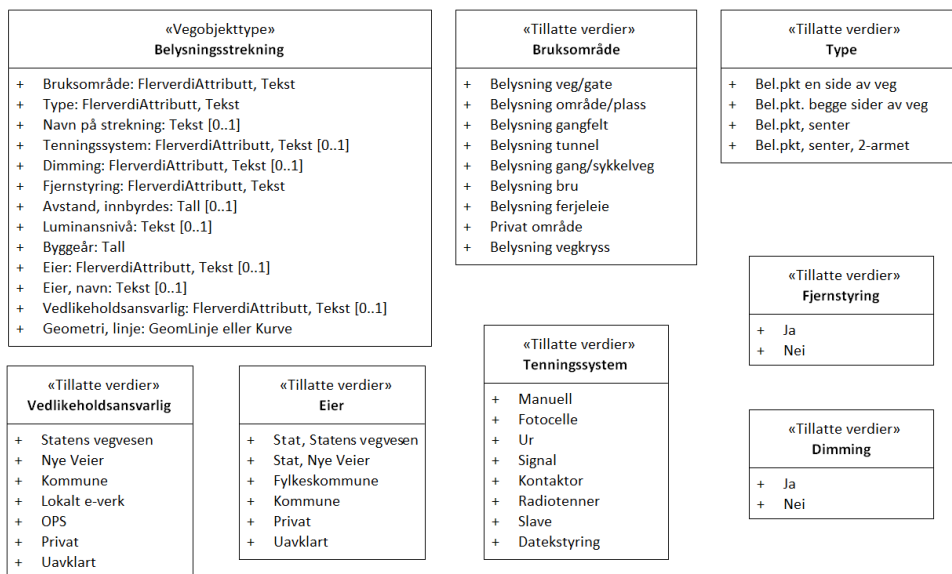 «Vegobjekttype»
Belysningsstrekning
+ Bruksområde: FlerverdiAttributt, Tekst
+ Type: FlerverdiAttributt, Tekst
+ Navn på strekning: Tekst [0..1]
+ Tenningssystem: FlerverdiAttributt, Tekst [0..1]
+ Dimming: FlerverdiAttributt, Tekst [0..1]
+ Fjernstyring: FlerverdiAttributt, Tekst
+ Avstand, innbyrdes: Tall [0..1]
+ Luminansnivå: Tekst [0..1]
+ Byggeår: Tall
+ Eier: FlerverdiAttributt, Tekst [0..1]
+ Eier, navn: Tekst [0..1]
+ Vedlikeholdsansvarlig: FlerverdiAttributt, Tekst [0..1]
+ Geometri, linje: GeomLinje eller Kurve
«Tillatte verdier»
Bruksområde
+ Belysning veg/gate
+ Belysning område/plass
+ Belysning gangfelt
+ Belysning tunnel
+ Belysning gang/sykkelveg
+ Belysning bru
+ Belysning ferjeleie
+ Privat område
+ Belysning vegkryss
«Tillatte verdier»
Type
+ Bel.pkt en side av veg
+ Bel.pkt. begge sider av veg
+ Bel.pkt, senter
+ Bel.pkt, senter, 2-armet
«Tillatte verdier»
Fjernstyring
+ Ja
+ Nei
«Tillatte verdier»
Vedlikeholdsansvarlig
+ Statens vegvesen
+ Nye Veier
+ Kommune
+ Lokalt e-verk
+ OPS
+ Privat
+ Uavklart
«Tillatte verdier»
Eier
+ Stat, Statens vegvesen
+ Stat, Nye Veier
+ Fylkeskommune
+ Kommune
+ Privat
+ Uavklart
«Tillatte verdier»
Tenningssystem
+ Manuell
+ Fotocelle
+ Ur
+ Signal
+ Kontaktor
+ Radiotenner
+ Slave
+ Datekstyring
«Tillatte verdier»
Dimming
+ Ja
+ Nei